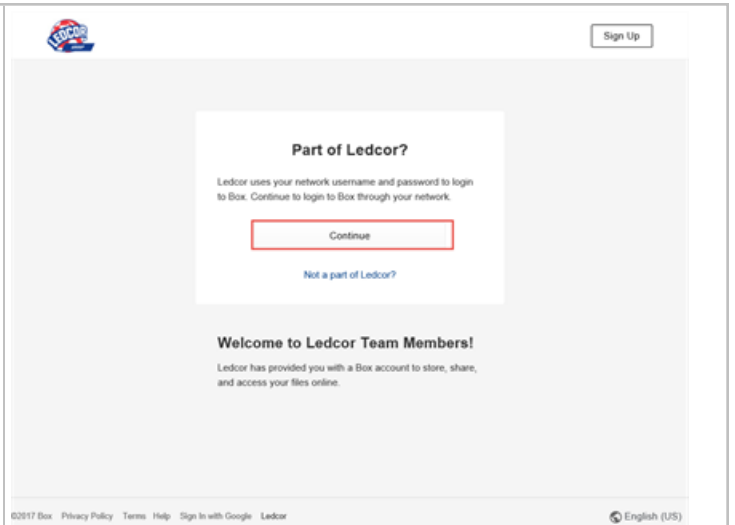 LEDCOR
Sign Up
Part of Ledcor?
Ledcor uses your network username and password to login
to Box. Continue to login to Box through your network.
Continue
Not a part of Ledcor?
Welcome to Ledcor Team Members!
Ledcor has provided you with a Box account to store, share,
and access your files online.
©2017 Box Privacy Policy Terms Help Sign In with Google Ledcor English (US)